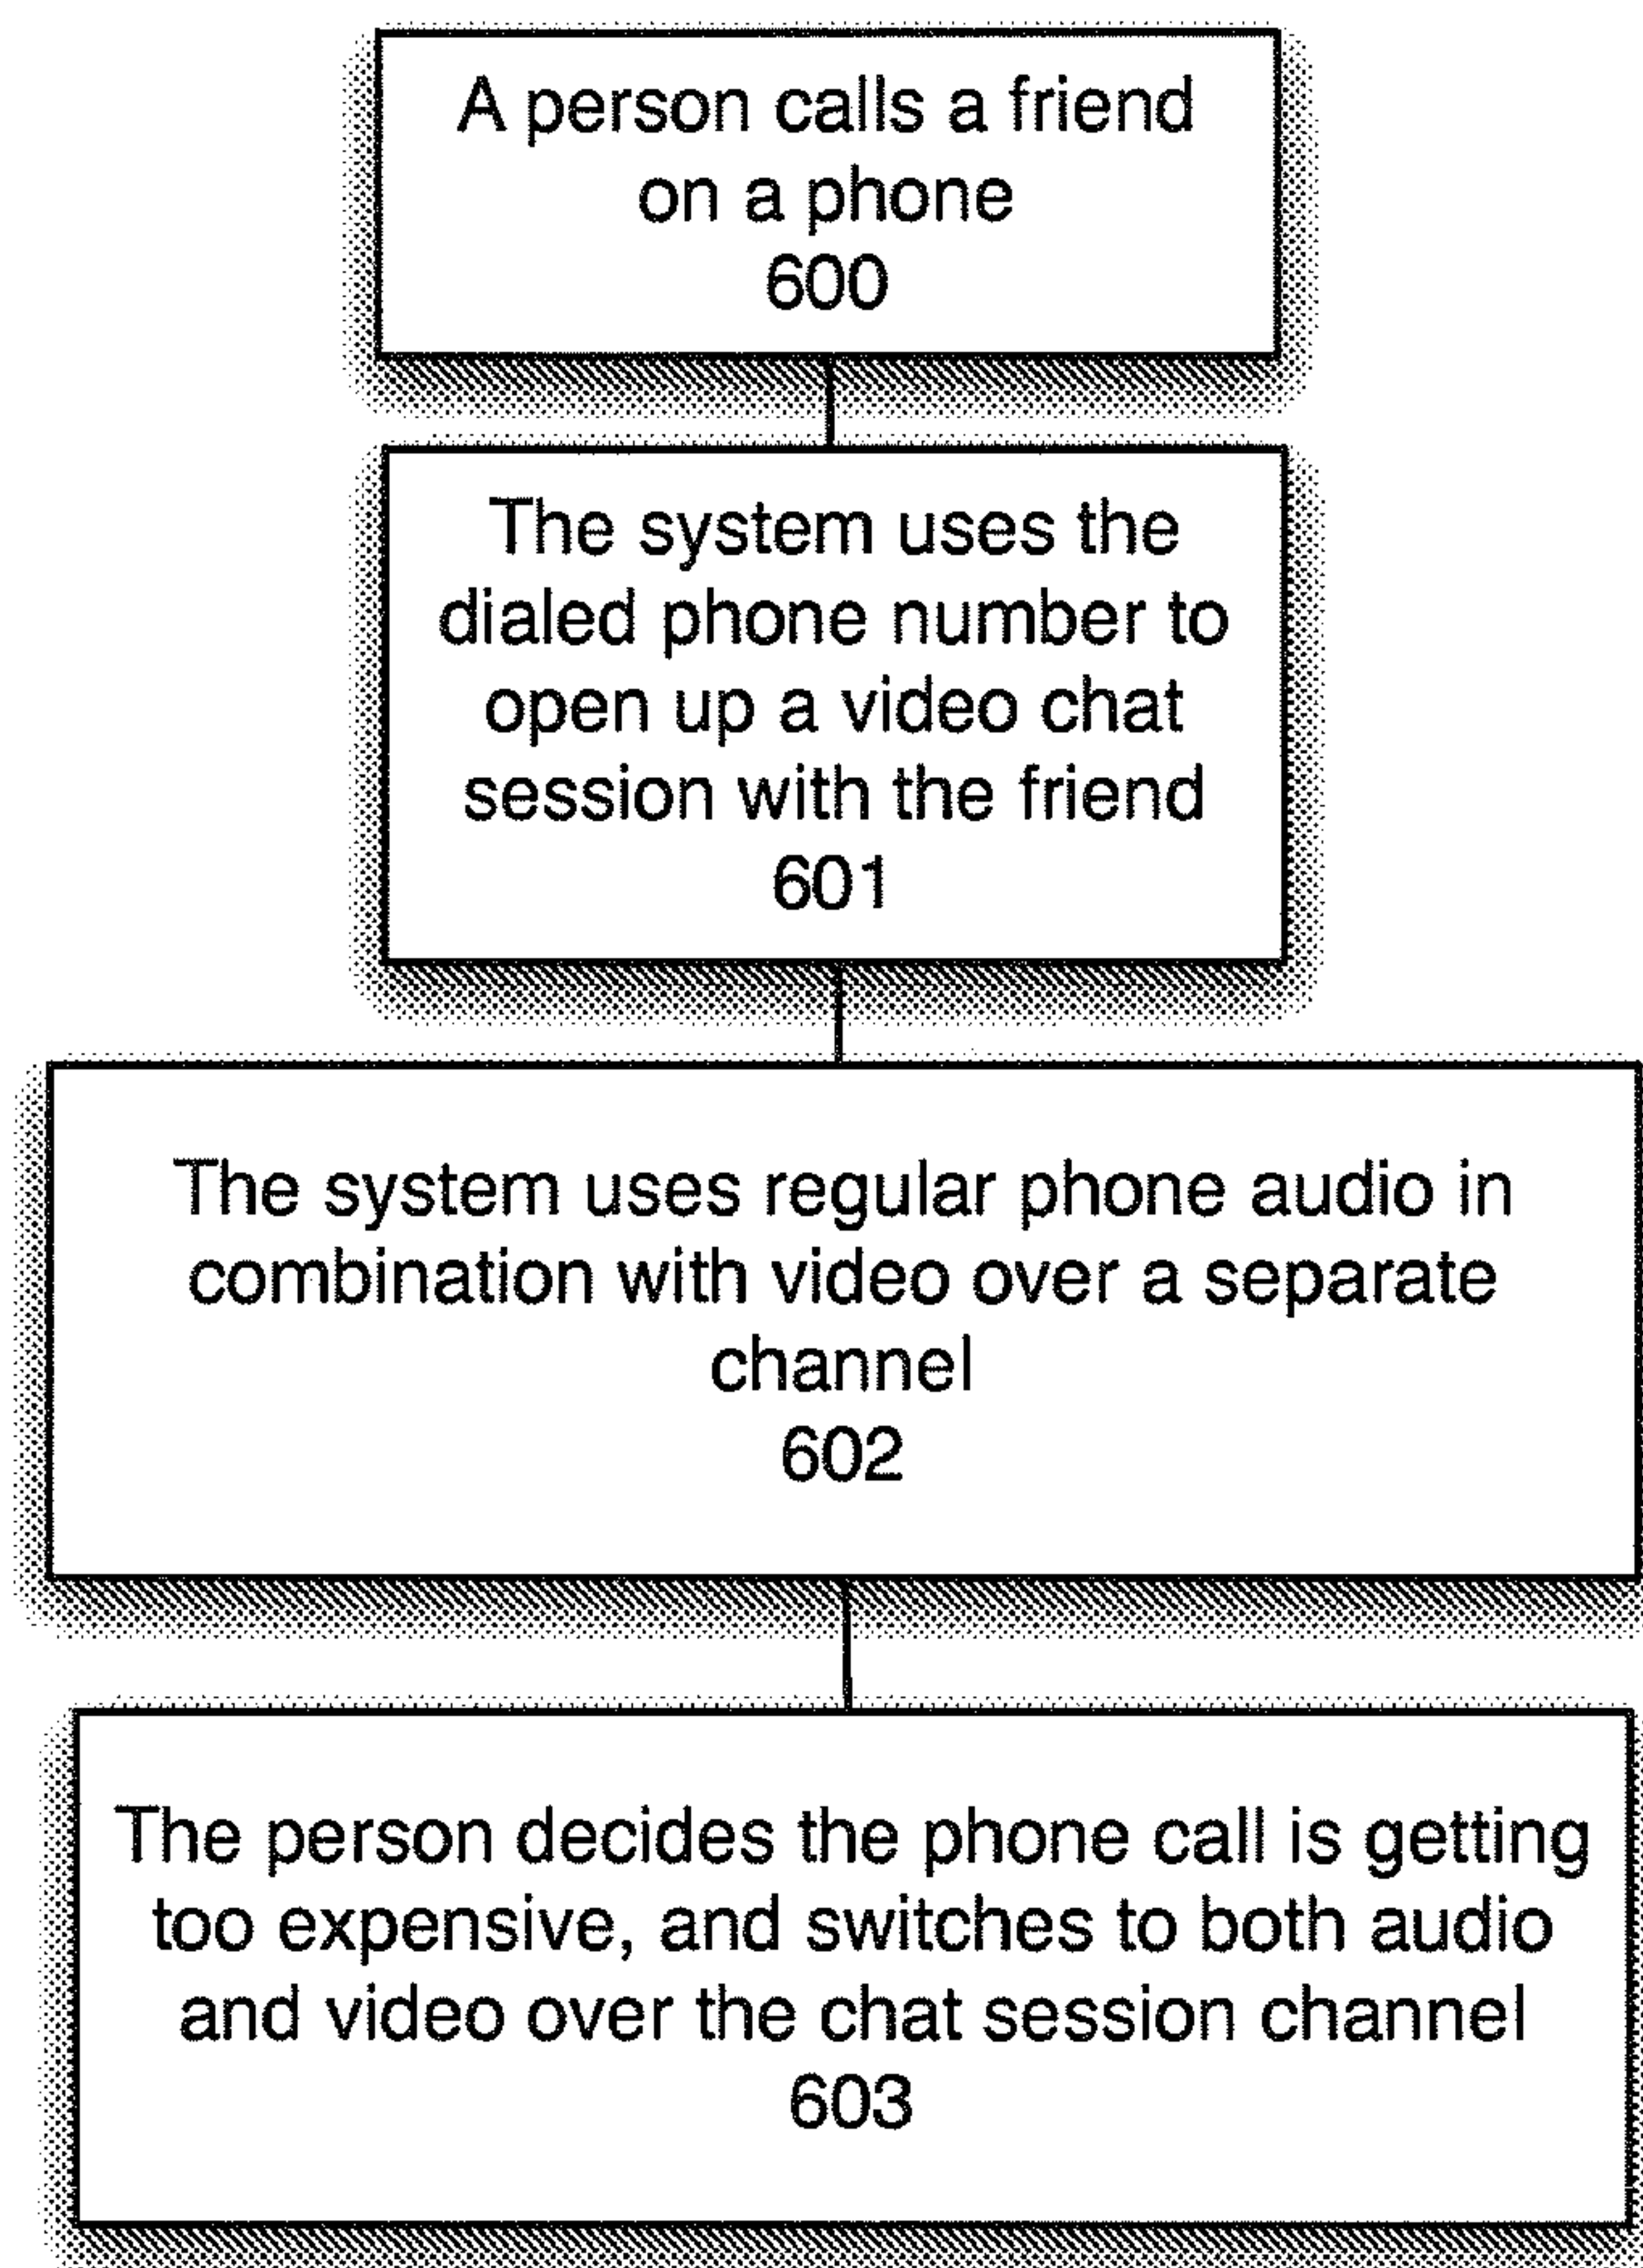 A person calls a friend
on a phone
600
The system uses the
dialed phone number to
open up a video chat
session with the friend
601
The system uses regular phone audio in
combination with video over a separate
channel
602
The person decides the phone call is getting
too expensive, and switches to both audio
and video over the chat session channel
603